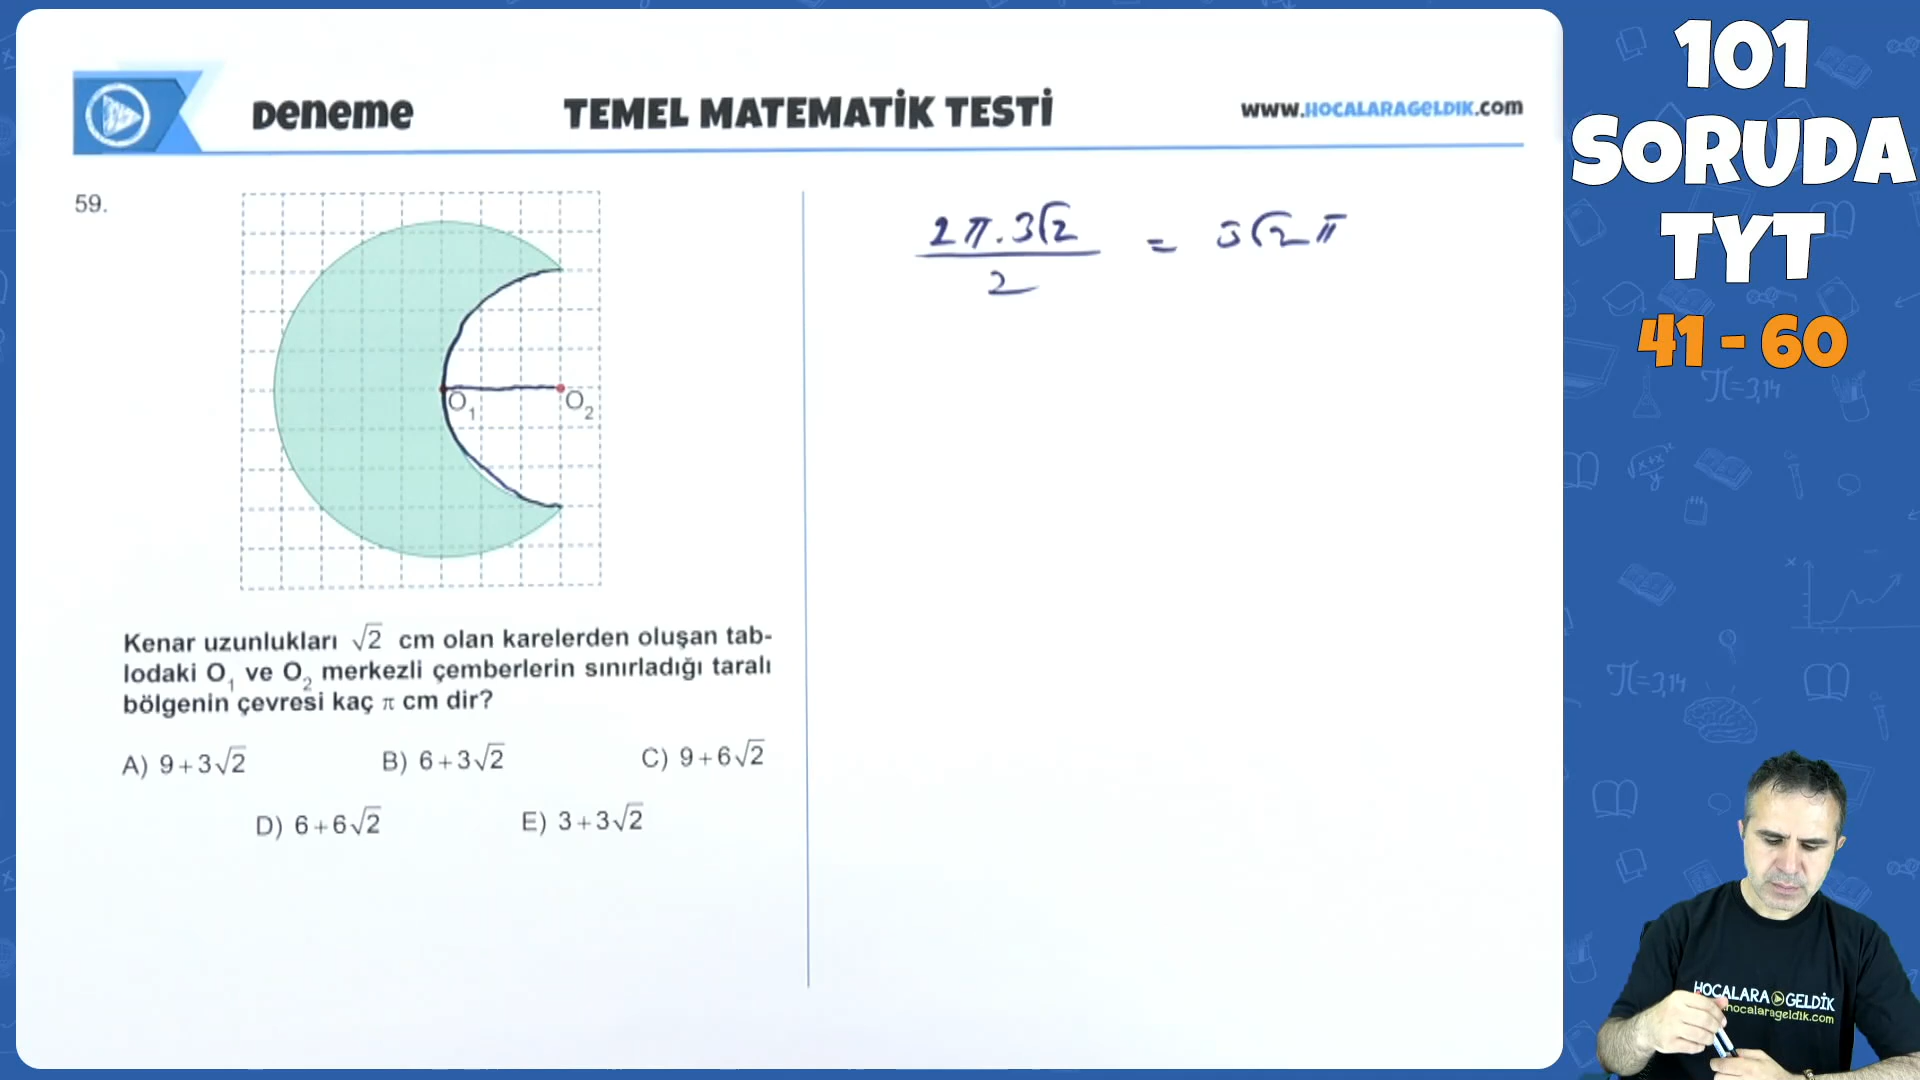 Deneme
TEMEL MATEMATİK TESTİ
www.HOCALARAGELDIK.com
101
SORUDA
TYT
41 - 60
59.
O₁
O₂
2π.3√2 / 2 = 3√2 π
Kenar uzunlukları √2 cm olan karelerden oluşan tab-
lodaki O₁ ve O₂ merkezli çemberlerin sınırladığı taralı
bölgenin çevresi kaç π cm dir?
A) 9+3√2 B) 6+3√2 C) 9+6√2
D) 6+6√2 E) 3+3√2
π=3,14
π=3,14
HOCALARA GELDİK
hocalarageldik.com